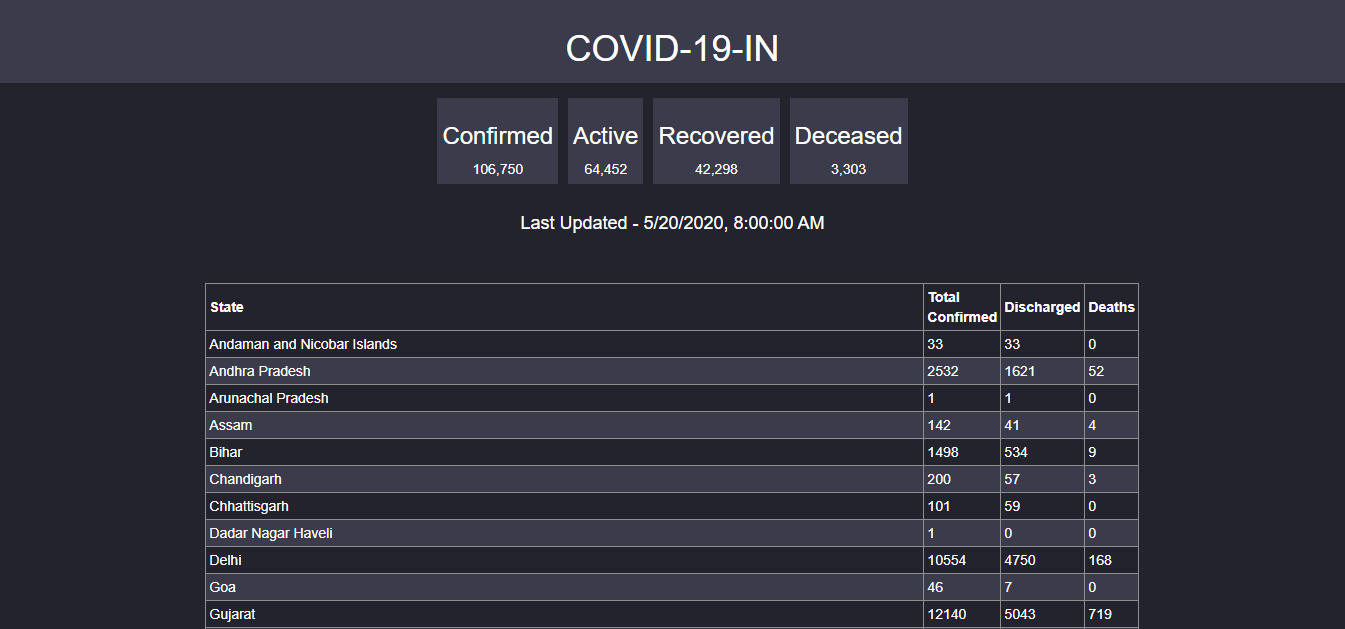 COVID-19-IN
Confirmed Active Recovered Deceased
106,750 64,452 42,298 3,303
Last Updated - 5/20/2020, 8:00:00 AM
State Total Confirmed Discharged Deaths
Andaman and Nicobar Islands 33 33 0
Andhra Pradesh 2532 1621 52
Arunachal Pradesh 1 1 0
Assam 142 41 4
Bihar 1498 534 9
Chandigarh 200 57 3
Chhattisgarh 101 59 0
Dadar Nagar Haveli 1 0 0
Delhi 10554 4750 168
Goa 46 7 0
Gujarat 12140 5043 719